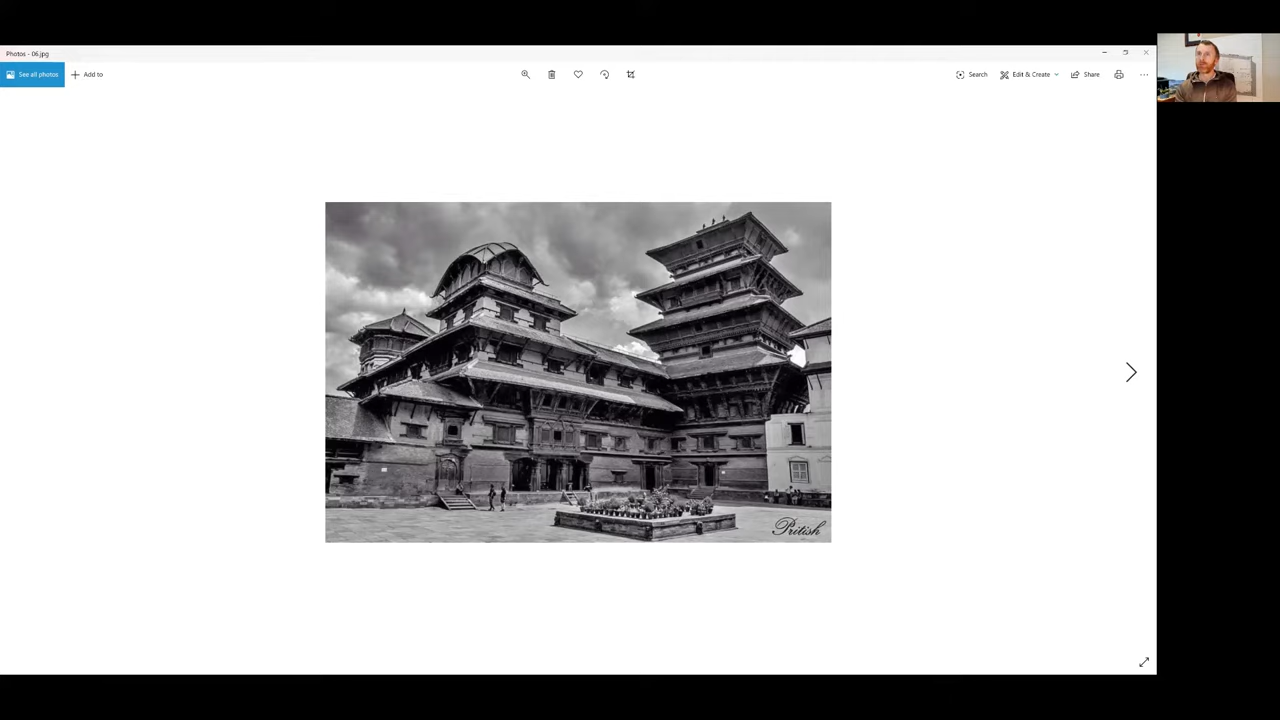 Photos - 06.jpg
See all photos
Add to
Search
Edit & Create
Share
Pritish